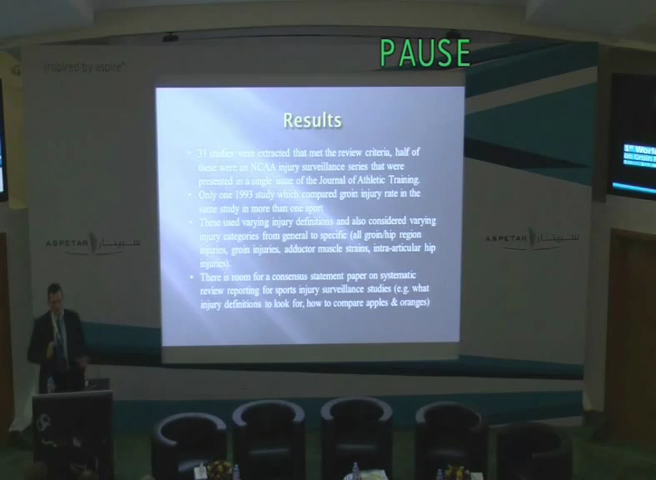 PAUSE
inspired by aspire
Results
31 studies were extracted that met the review criteria, half of
these were an NCAA injury surveillance series that were
presented in a single issue of the Journal of Athletic Training.
Only one 1993 study which compared groin injury rate in the
same study in more than one sport
These used varying injury definitions and also considered varying
injury categories from general to specific (all groin/hip region
injuries, groin injuries, adductor muscle strains, intra-articular hip
injuries).
There is room for a consensus statement paper on systematic
review reporting for sports injury surveillance studies (e.g. what
injury definitions to look for, how to compare apples & oranges)
ASPETAR سبيتار
ASPETAR سبيتار
1st World